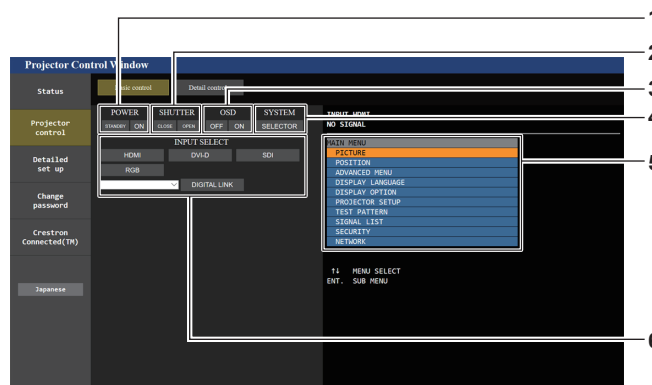 1
2
3
4
5
6
Projector Control Window
Status
Projector
control
Detailed
set up
Change
password
Crestron
Connected(TM)
Japanese
Basic control
Detail control
POWER
STANDBY ON
SHUTTER
CLOSE OPEN
OSD
OFF ON
SYSTEM
SELECTOR
INPUT SELECT
HDMI DVI-D SDI
RGB
DIGITAL LINK
INPUT HDMI
NO SIGNAL
MAIN MENU
PICTURE
POSITION
ADVANCED MENU
DISPLAY LANGUAGE
DISPLAY OPTION
PROJECTOR SETUP
TEST PATTERN
SIGNAL LIST
SECURITY
NETWORK
↑↓ MENU SELECT
ENT. SUB MENU